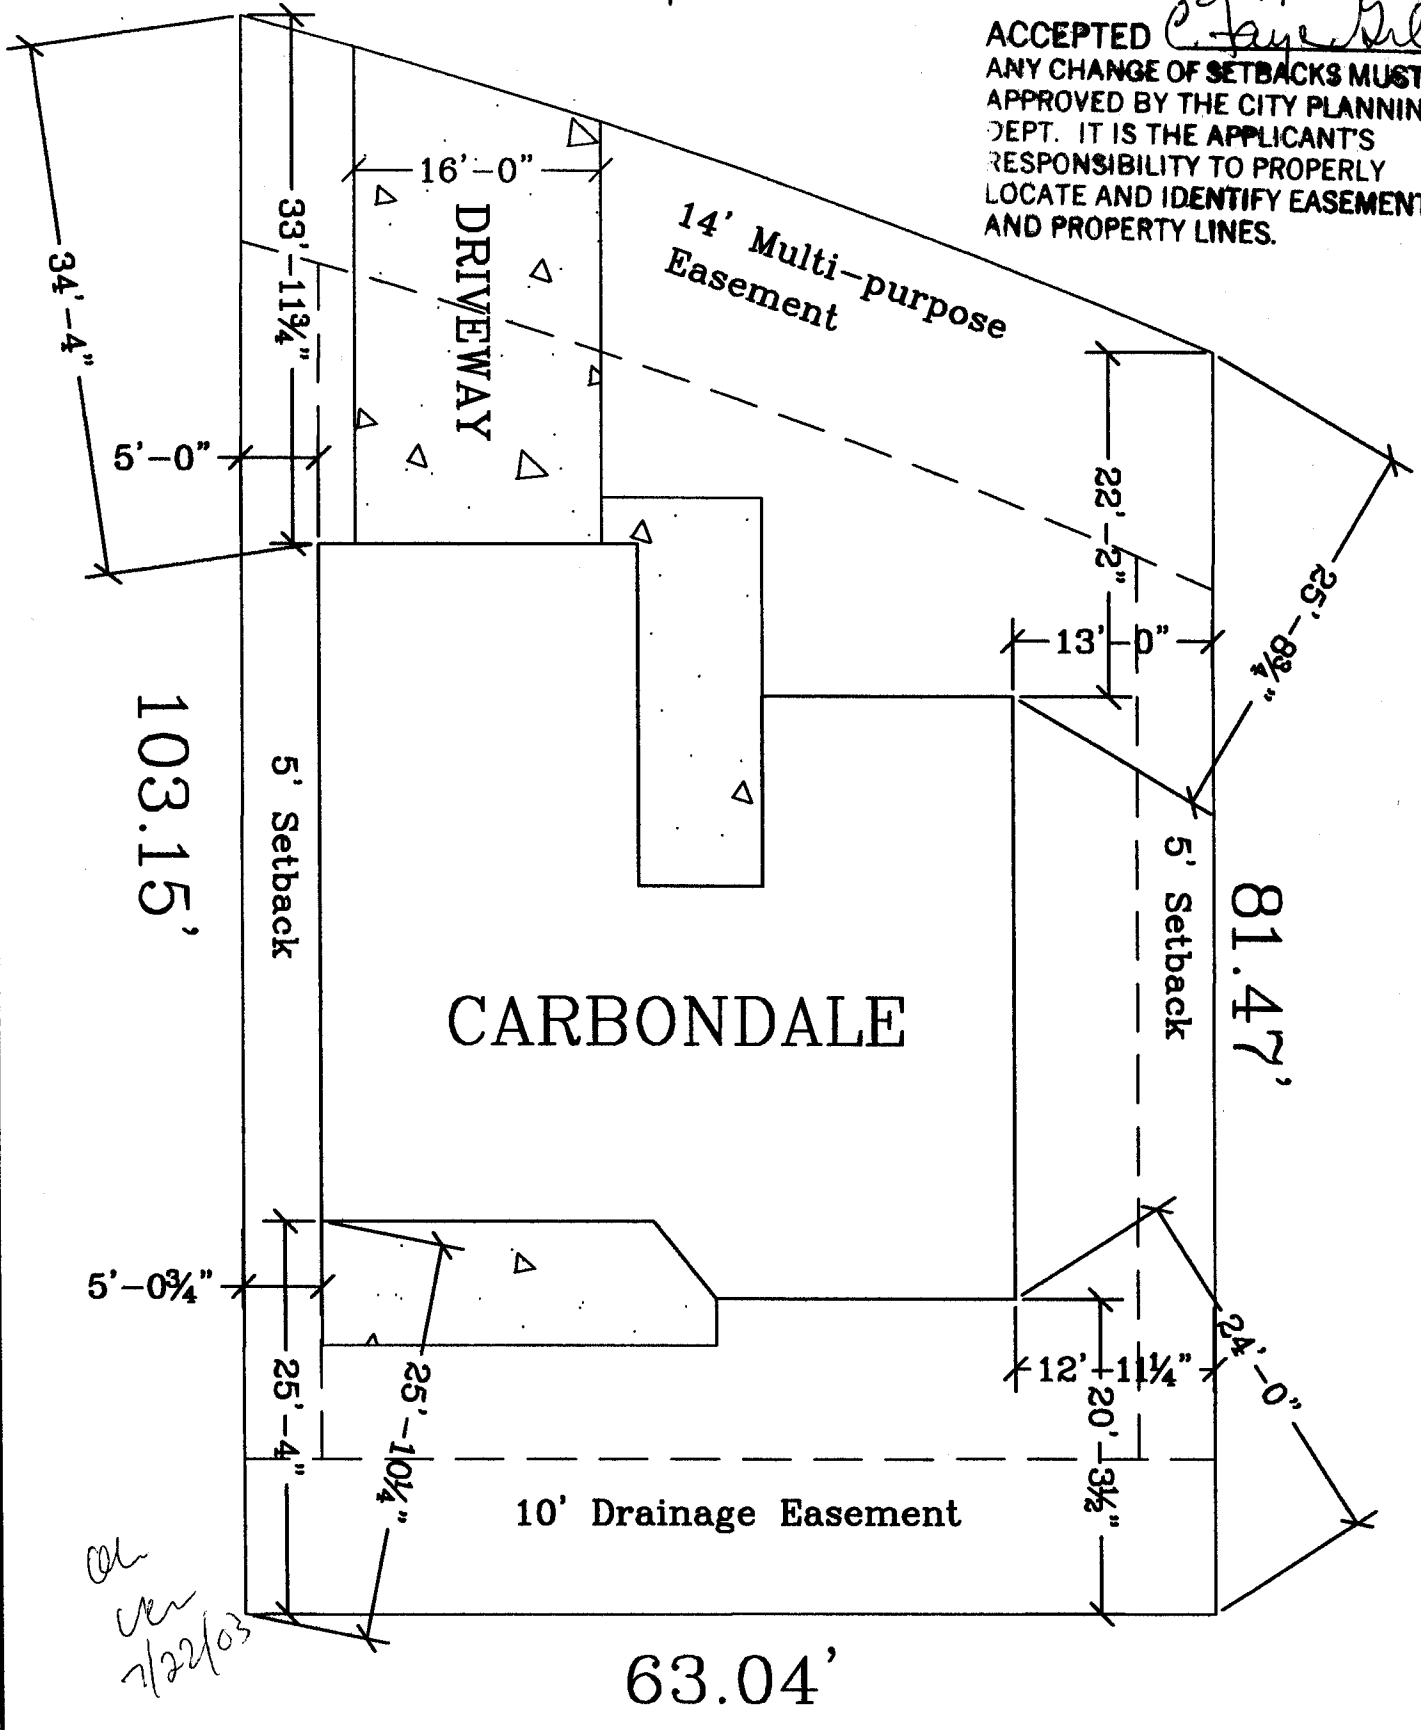 ACCEPTED C. Faye
ANY CHANGE OF SETBACKS MUST
APPROVED BY THE CITY PLANNIN
DEPT. IT IS THE APPLICANT'S
RESPONSIBILITY TO PROPERLY
LOCATE AND IDENTIFY EASEMENT
AND PROPERTY LINES.
16'-0"
DRIVEWAY
33'-11¾"
34'-4"
5'-0"
14' Multi-purpose
Easement
22'-2"
25'-8¾"
13'-0"
103.15'
5' Setback
5' Setback
81.47'
CARBONDALE
5'-0¾"
25'-4"
25'-10¼"
12'-11¼"
20'-3½"
24'-0"
10' Drainage Easement
7/22/03
63.04'